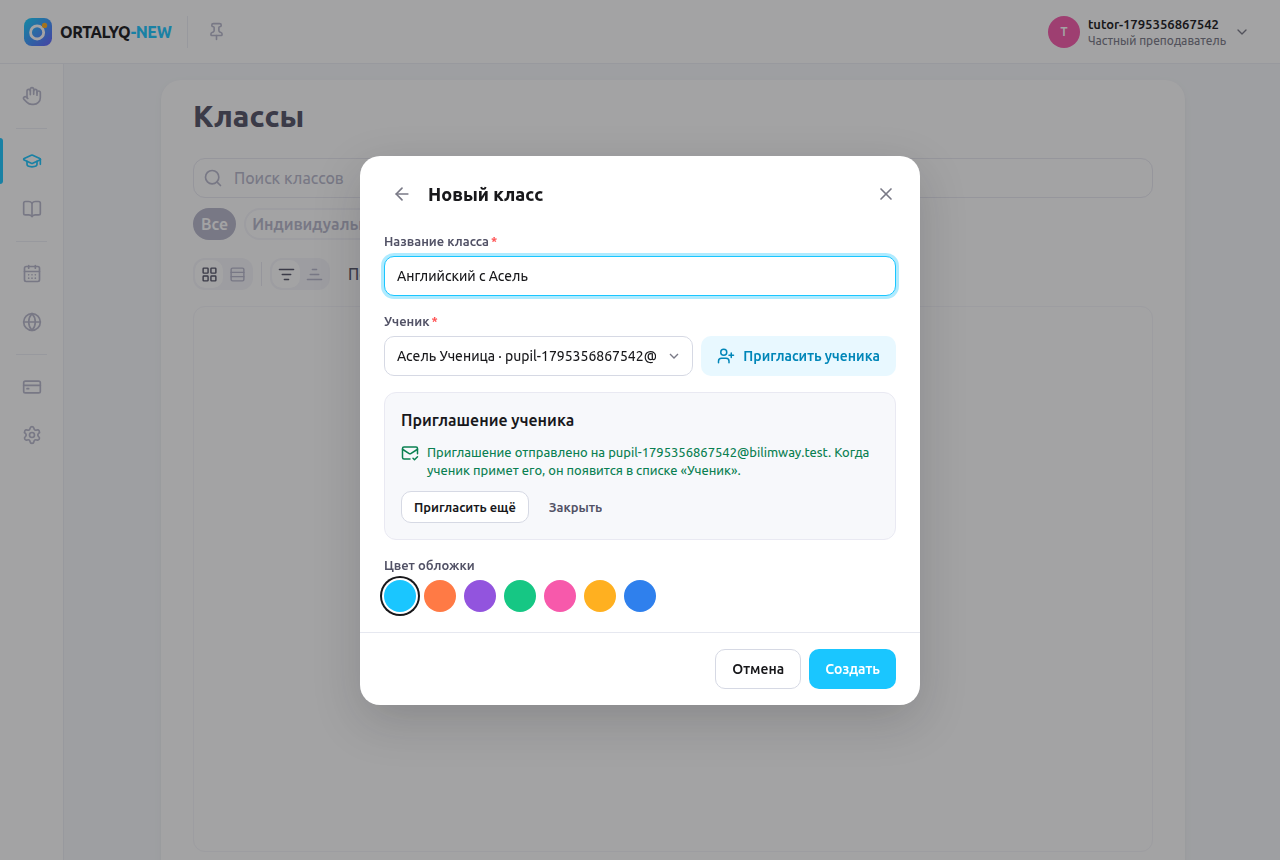 ORTALYQ-NEW
T
tutor-1795356867542
Частный преподаватель
Классы
Поиск классов
Все
Новый класс
Название класса*
Английский с Асель
Ученик*
Асель Ученица · pupil-1795356867542@
Пригласить ученика
Приглашение ученика
Приглашение отправлено на pupil-1795356867542@bilimway.test. Когда
ученик примет его, он появится в списке «Ученик».
Пригласить ещё
Закрыть
Цвет обложки
Отмена
Создать